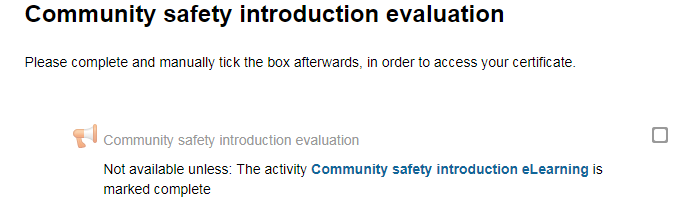 Community safety introduction evaluation
Please complete and manually tick the box afterwards, in order to access your certificate.
Community safety introduction evaluation
Not available unless: The activity Community safety introduction eLearning is
marked complete